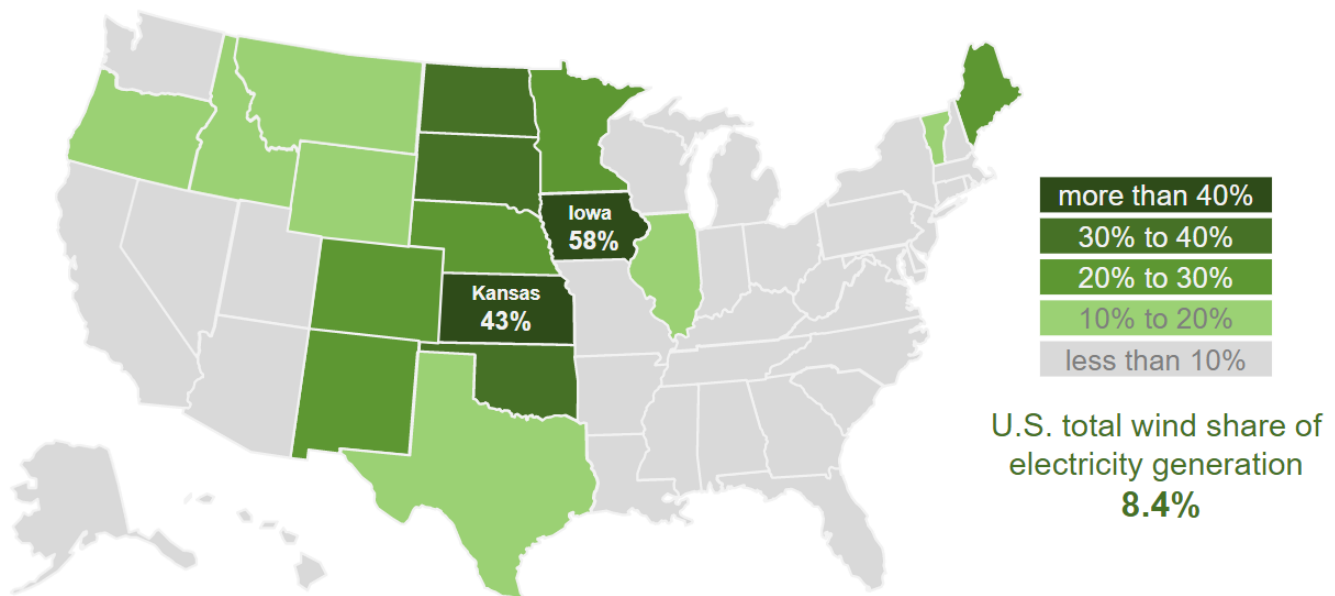 Iowa
58%
Kansas
43%
more than 40%
30% to 40%
20% to 30%
10% to 20%
less than 10%
U.S. total wind share of
electricity generation
8.4%